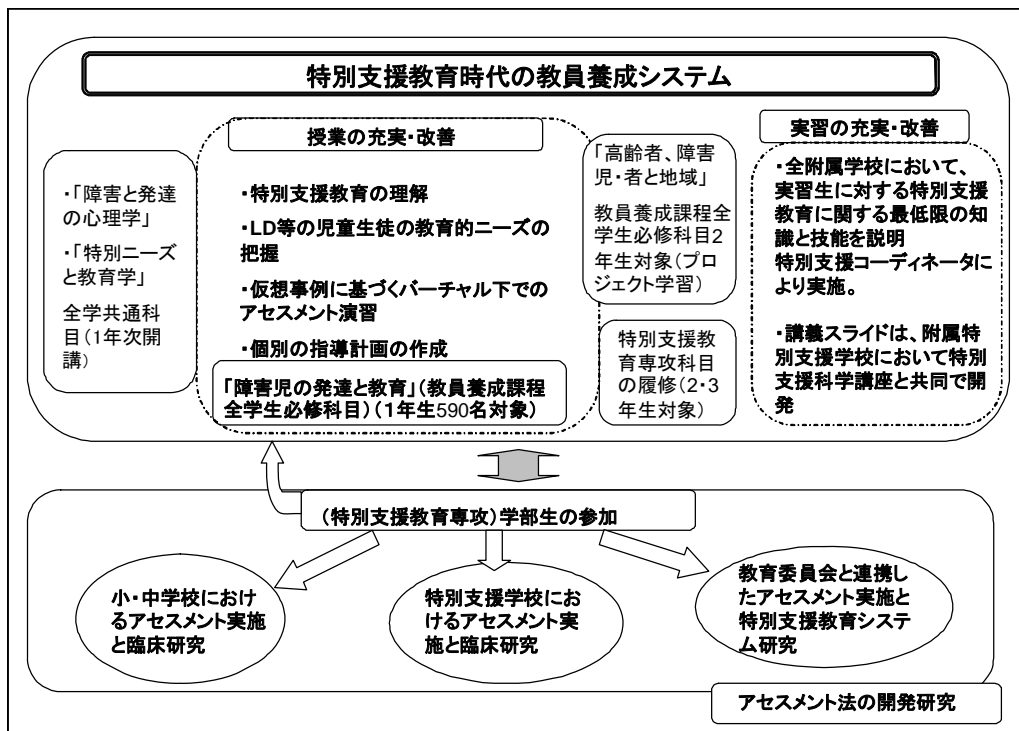 特別支援教育時代の教員養成システム
・「障害と発達
の心理学」
・「特別ニーズ
と教育学」
全学共通科
目(1年次開
講)
授業の充実・改善
・特別支援教育の理解
・LD等の児童生徒の教育的ニーズの
把握
・仮想事例に基づくバーチャル下での
アセスメント演習
・個別の指導計画の作成
「障害児の発達と教育」(教員養成課程
全学生必修科目)(1年生590名対象)
「高齢者、障害
児・者と地域」
教員養成課程全
学生必修科目2
年生対象(プロ
ジェクト学習)
特別支援教
育専攻科目
の履修(2・3
年生対象)
実習の充実・改善
・全附属学校において、
実習生に対する特別支援
教育に関する最低限の知
識と技能を説明
特別支援コーディネータに
より実施。
・講義スライドは、附属特
別支援学校において特別
支援科学講座と共同で開
発
(特別支援教育専攻)学部生の参加
小・中学校におけ
るアセスメント実施
と臨床研究
特別支援学校にお
けるアセスメント実
施と臨床研究
教育委員会と連携し
たアセスメント実施と
特別支援教育システ
ム研究
アセスメント法の開発研究